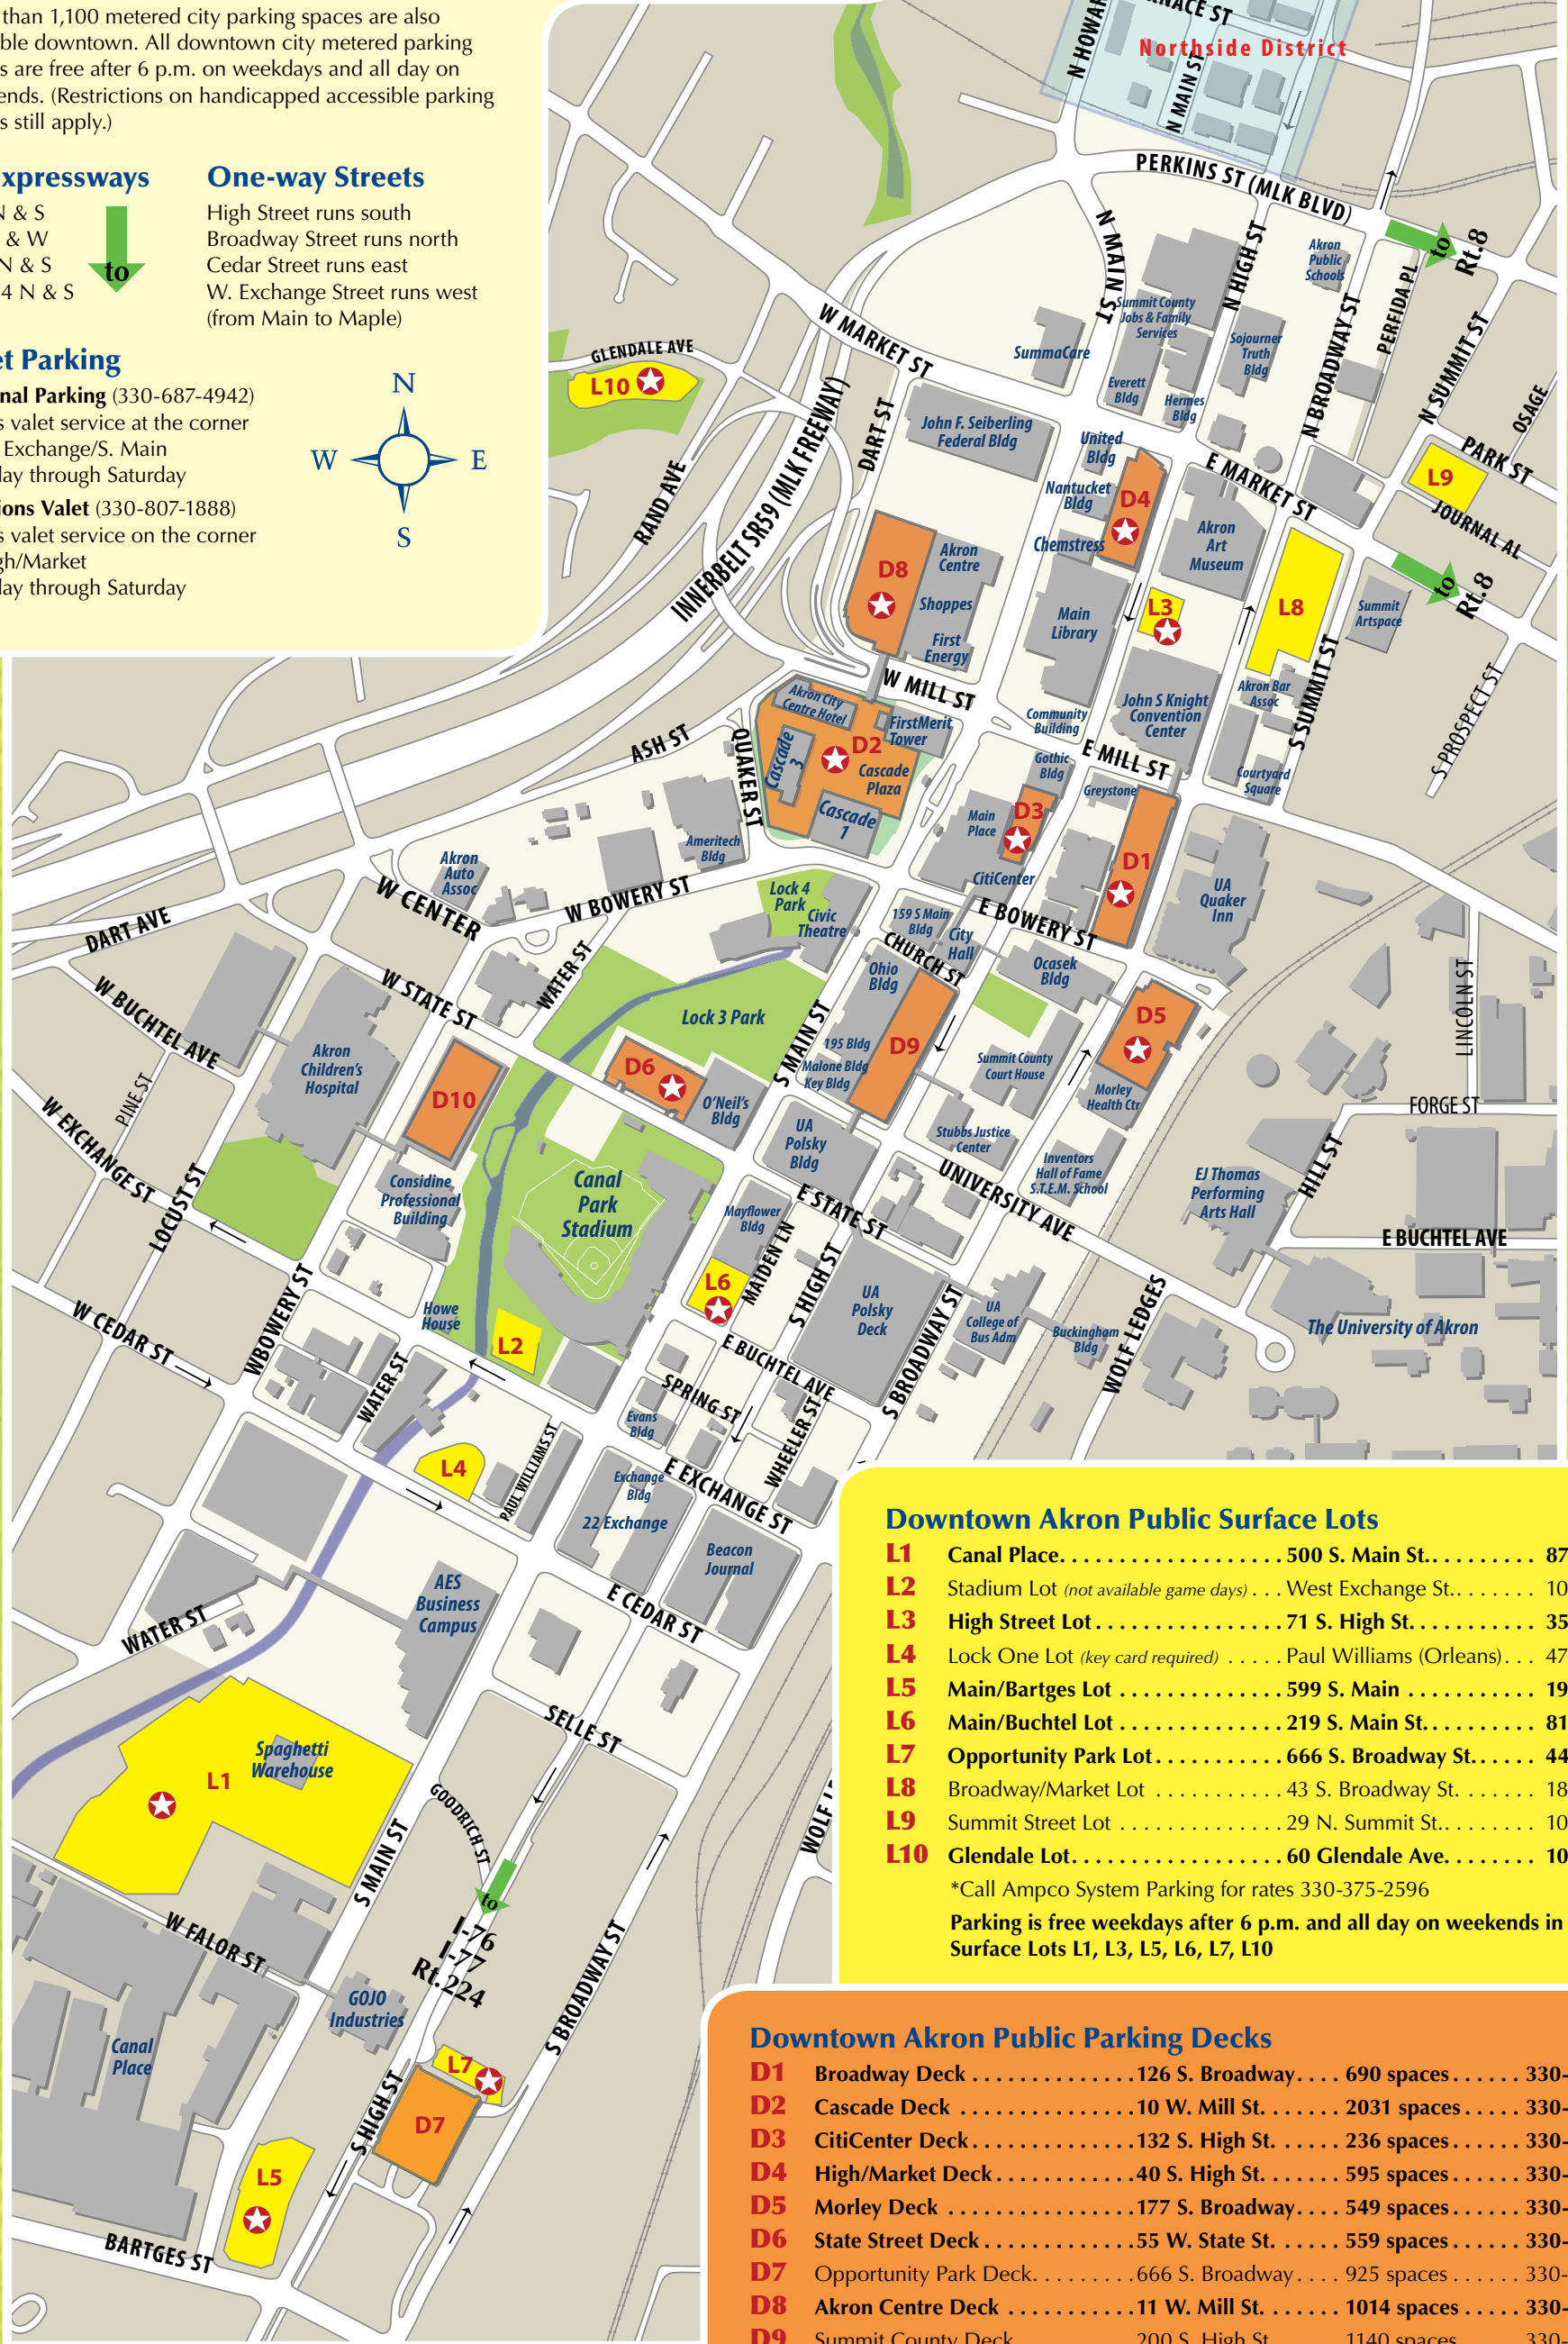 than 1,100 metered city parking spaces are also
ble downtown. All downtown city metered parking
s are free after 6 p.m. on weekdays and all day on
ends. (Restrictions on handicapped accessible parking
s still apply.)
xpressways
N & S
& W
N & S
4 N & S
to
One-way Streets
High Street runs south
Broadway Street runs north
Cedar Street runs east
W. Exchange Street runs west
(from Main to Maple)
et Parking
nal Parking (330-687-4942)
s valet service at the corner
Exchange/S. Main
day through Saturday
ions Valet (330-807-1888)
s valet service on the corner
gh/Market
day through Saturday
N
W
E
S
N HOWAR
RNACE ST
Northside District
N MAIN ST
PERKINS ST (MLK BLVD)
to
Rt.8
N MAIN ST
N HIGH ST
Akron
Public
Schools
PERFIDA PL
N BROADWAY ST
N SUMMIT ST
OSAGE
PARK ST
L9
JOURNAL AL
Summit County
Jobs & Family
Services
SummaCare
Sojourner
Truth
Bldg
Everett
Bldg
Hermes
Bldg
W MARKET ST
GLENDALE AVE
L10
RAND AVE
INNERBELT SR59 (MLK FREEWAY)
DART ST
John F. Seiberling
Federal Bldg
United
Bldg
D4
Nantucket
Bldg
Chemstress
E MARKET ST
Akron
Art
Museum
to
Rt.8
D8
Akron
Centre
Shoppes
First
Energy
Main
Library
L3
L8
Summit
Artspace
S SUMMIT ST
S PROSPECT ST
Akron Bar
Assoc
John S Knight
Convention
Center
Community
Building
W MILL ST
E MILL ST
Courtyard
Square
Akron City
Centre Hotel
FirstMerit
Tower
D2
Cascade
3
Cascade
Plaza
Cascade
1
QUAKER ST
ASH ST
Gothic
Bldg
Greystone
Main
Place
D3
CitiCenter
D1
UA
Quaker
Inn
Ameritech
Bldg
Akron
Auto
Assoc
W CENTER
W BOWERY ST
Lock 4
Park
Civic
Theatre
159 S Main
Bldg
City
Hall
E BOWERY ST
CHURCH ST
Ohio
Bldg
Ocasek
Bldg
D5
DART AVE
W BUCHTEL AVE
W STATE ST
WATER ST
Lock 3 Park
S MAIN ST
195 Bldg
Malone Bldg
Key Bldg
D9
Summit County
Court House
Morley
Health Ctr
LINCOLN ST
FORGE ST
PINE ST
Akron
Children's
Hospital
D10
D6
O'Neil's
Bldg
UA
Polsky
Bldg
Stubbs Justice
Center
Inventors
Hall of Fame
S.T.E.M. School
UNIVERSITY AVE
EJ Thomas
Performing
Arts Hall
HILL ST
E BUCHTEL AVE
W EXCHANGE ST
LOCUST ST
Considine
Professional
Building
Canal
Park
Stadium
Mayflower
Bldg
E STATE ST
MAIDEN LN
S HIGH ST
L6
UA
Polsky
Deck
S BROADWAY ST
UA
College of
Bus Adm
Buckingham
Bldg
WOLF LEDGES
The University of Akron
W CEDAR ST
WBOWERY ST
Howe
House
L2
WATER ST
E BUCHTEL AVE
SPRING ST
WHEELER ST
Evans
Bldg
L4
PAUL WILLIAMS ST
Exchange
Bldg
22 Exchange
E EXCHANGE ST
Beacon
Journal
AES
Business
Campus
E CEDAR ST
WATER ST
SELLE ST
Spaghetti
Warehouse
L1
GOODRICH ST
S MAIN ST
to
I-76
I-77
Rt.224
WOLF L
W FALOR ST
S BROADWAY ST
GOJO
Industries
Canal
Place
L7
D7
S HIGH ST
L5
BARTGES ST
Downtown Akron Public Surface Lots
L1 Canal Place. . . . . . . . . . . . . . . . . . 500 S. Main St.. . . . . . . . . 87
L2 Stadium Lot (not available game days) . . . West Exchange St.. . . . . . . 10
L3 High Street Lot . . . . . . . . . . . . . . . 71 S. High St. . . . . . . . . . . 35
L4 Lock One Lot (key card required) . . . . . Paul Williams (Orleans) . . . 47
L5 Main/Bartges Lot . . . . . . . . . . . . . 599 S. Main . . . . . . . . . . . 19
L6 Main/Buchtel Lot . . . . . . . . . . . . . 219 S. Main St. . . . . . . . . . 81
L7 Opportunity Park Lot . . . . . . . . . . 666 S. Broadway St. . . . . . 44
L8 Broadway/Market Lot . . . . . . . . . . . 43 S. Broadway St. . . . . . . 18
L9 Summit Street Lot . . . . . . . . . . . . . 29 N. Summit St.. . . . . . . . 10
L10 Glendale Lot. . . . . . . . . . . . . . . . . 60 Glendale Ave. . . . . . . . 10
*Call Ampco System Parking for rates 330-375-2596
Parking is free weekdays after 6 p.m. and all day on weekends in
Surface Lots L1, L3, L5, L6, L7, L10
Downtown Akron Public Parking Decks
D1 Broadway Deck . . . . . . . . . . . . . . 126 S. Broadway. . . . 690 spaces . . . . . . 330-
D2 Cascade Deck . . . . . . . . . . . . . . . 10 W. Mill St. . . . . . . 2031 spaces . . . . . 330-
D3 CitiCenter Deck . . . . . . . . . . . . . . 132 S. High St. . . . . . 236 spaces . . . . . . 330-
D4 High/Market Deck . . . . . . . . . . . . 40 S. High St. . . . . . . 595 spaces . . . . . . 330-
D5 Morley Deck . . . . . . . . . . . . . . . . 177 S. Broadway. . . . 549 spaces . . . . . . 330-
D6 State Street Deck . . . . . . . . . . . . . 55 W. State St. . . . . . 559 spaces . . . . . . 330-
D7 Opportunity Park Deck. . . . . . . . . 666 S. Broadway . . . . 925 spaces . . . . . . 330-
D8 Akron Centre Deck . . . . . . . . . . . 11 W. Mill St. . . . . . . 1014 spaces . . . . . 330-
D9 Summit County Deck 200 S. High St. 1140 spaces 330-